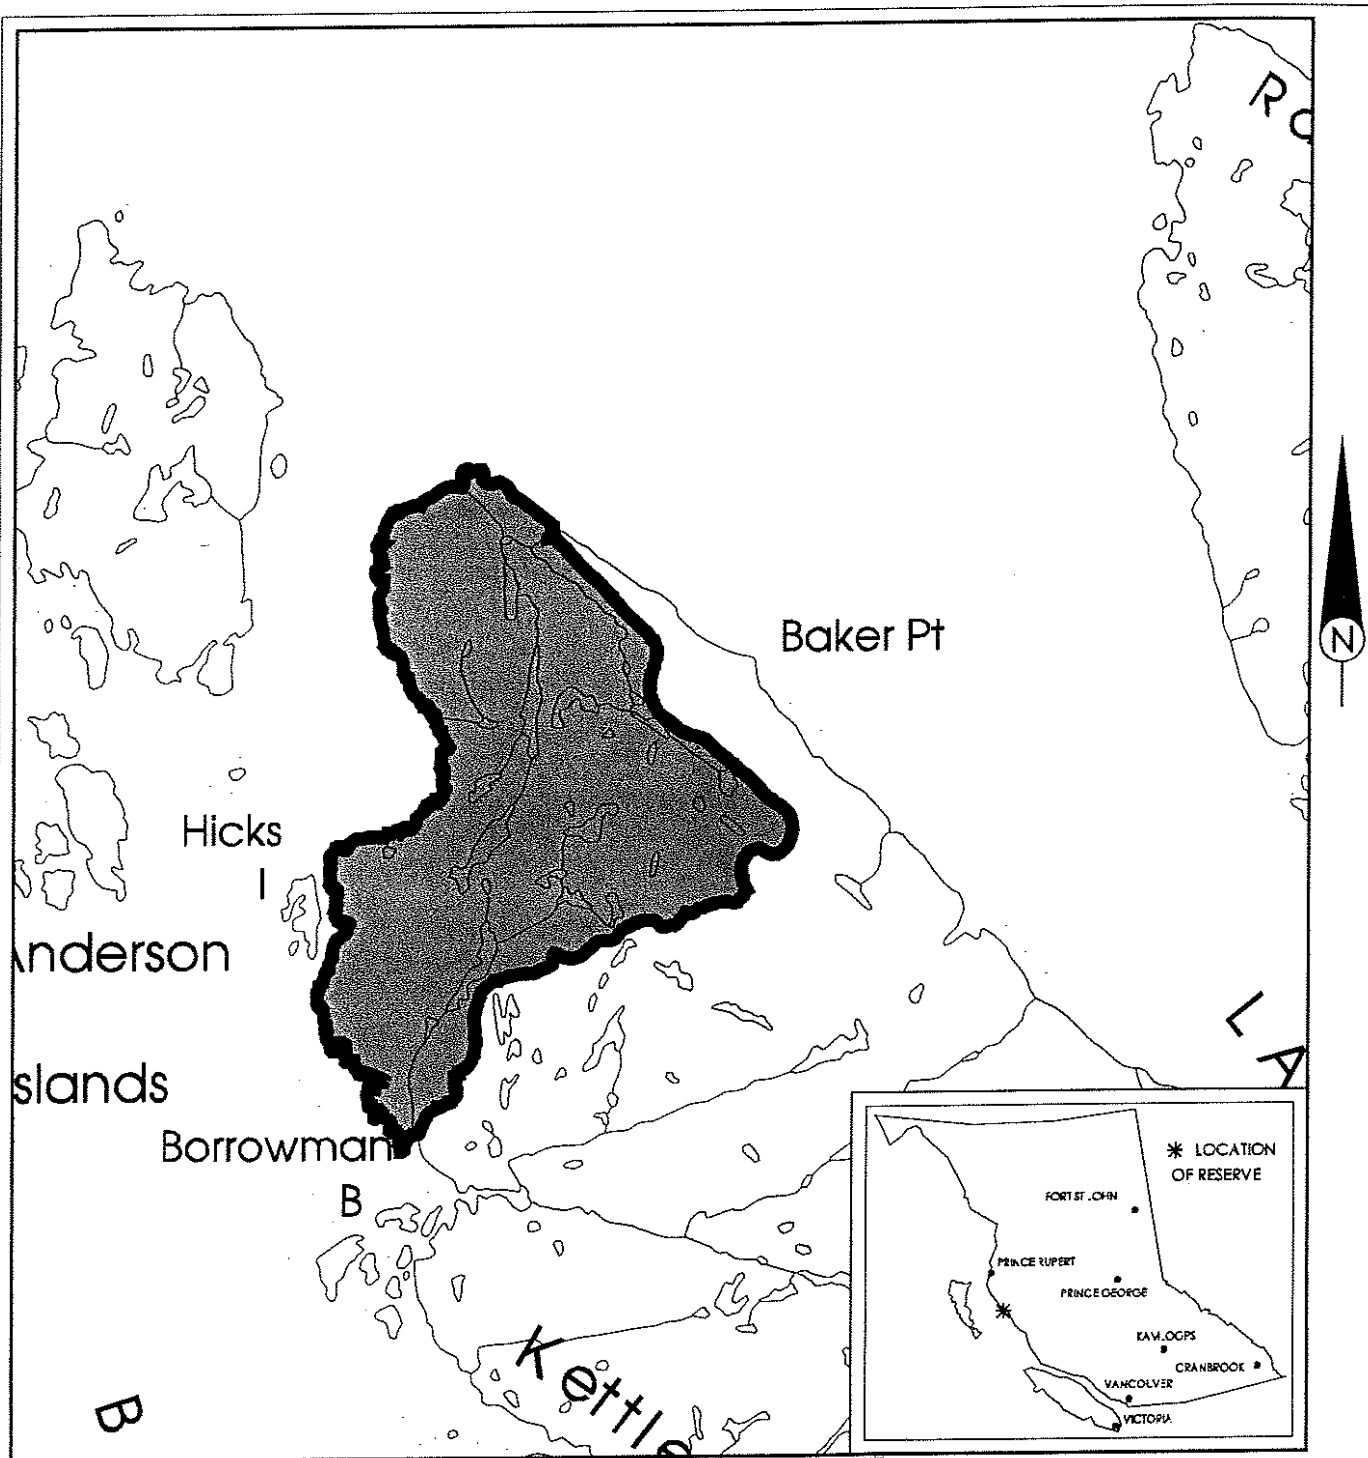 Ro
Baker Pt
N
Hicks
I
Anderson
slands
L A
Borrowman
B
Kettle
B
LOCATION
OF RESERVE
FORT ST JOHN
PRINCE RUPERT
PRINCE GEORGE
KAMLOOPS
CRANBROOK
VANCOUVER
VICTORIA